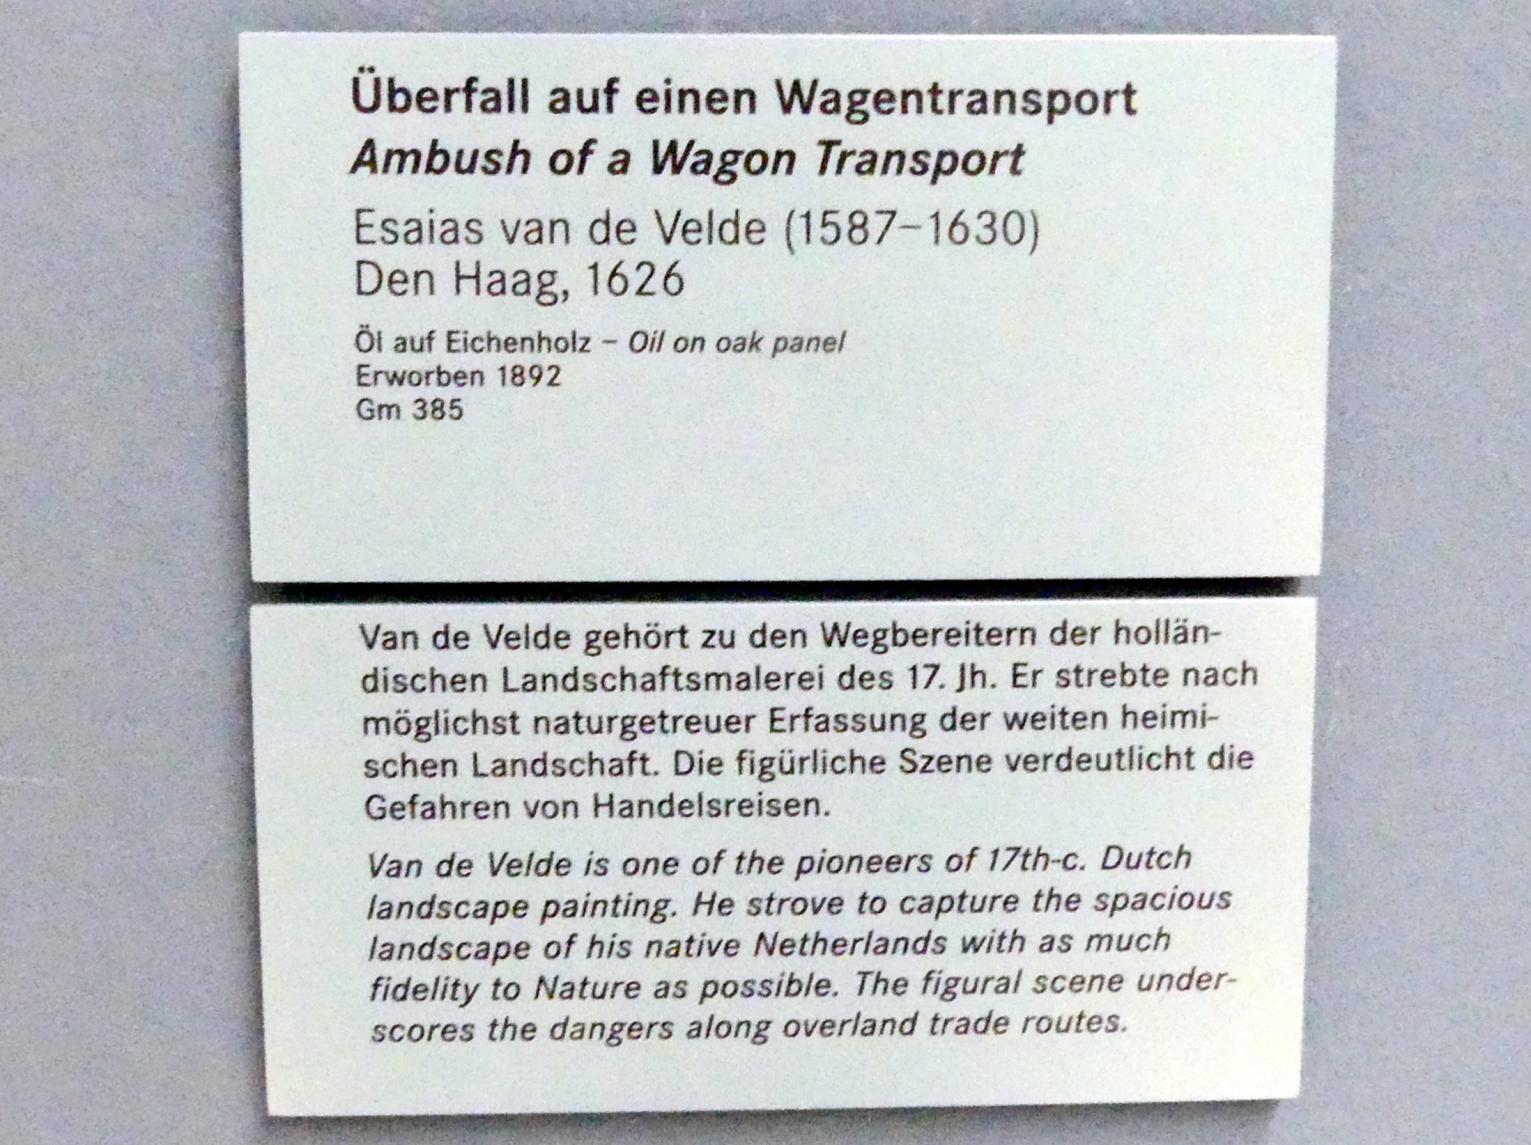 Überfall auf einen Wagentransport
Ambush of a Wagon Transport
Esaias van de Velde (1587–1630)
Den Haag, 1626
Öl auf Eichenholz – Oil on oak panel
Erworben 1892
Gm 385
Van de Velde gehört zu den Wegbereitern der hollän-
dischen Landschaftsmalerei des 17. Jh. Er strebte nach
möglichst naturgetreuer Erfassung der weiten heimi-
schen Landschaft. Die figürliche Szene verdeutlicht die
Gefahren von Handelsreisen.
Van de Velde is one of the pioneers of 17th-c. Dutch
landscape painting. He strove to capture the spacious
landscape of his native Netherlands with as much
fidelity to Nature as possible. The figural scene under-
scores the dangers along overland trade routes.